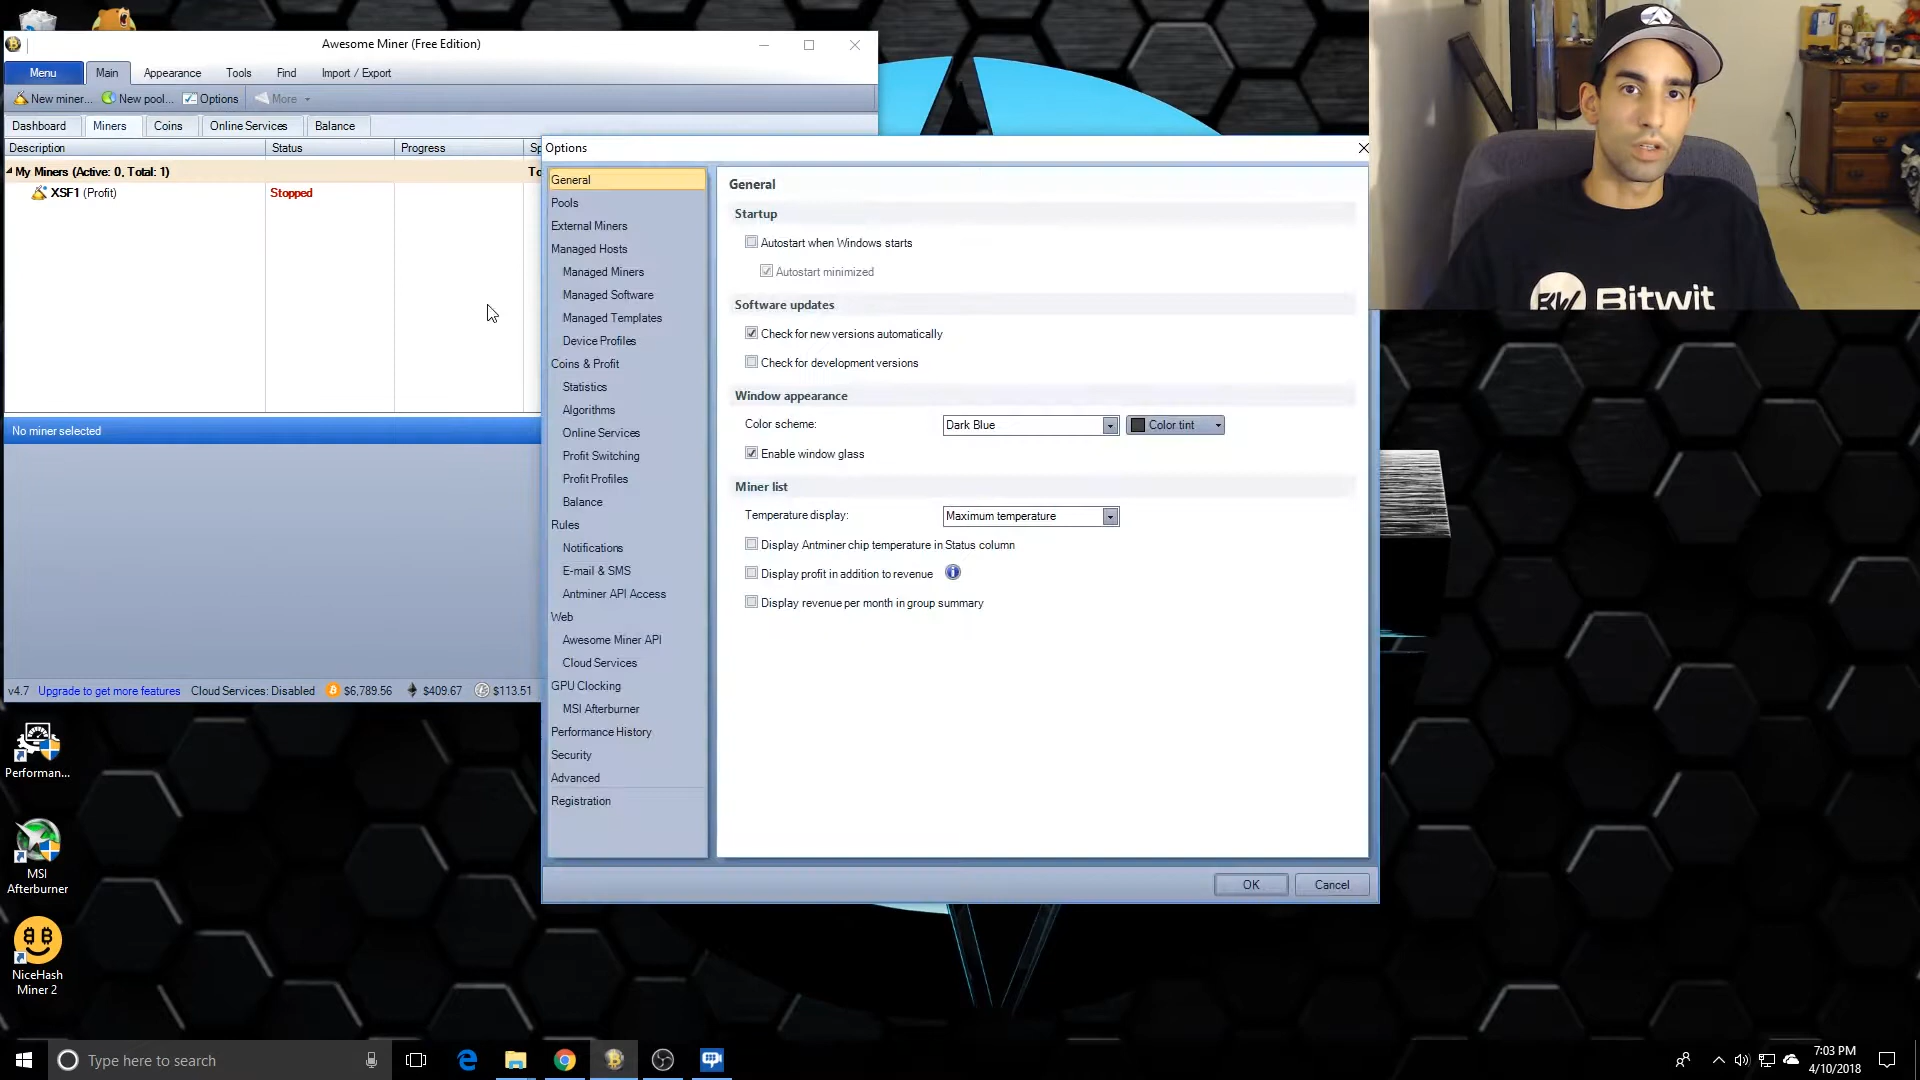 Awesome Miner (Free Edition)
Menu
Main
Appearance
Tools
Find
Import / Export
New miner...
New pool...
Options
More
Dashboard
Miners
Coins
Online Services
Balance
Description
Status
Progress
Sp
My Miners (Active: 0, Total: 1)
To
XSF1 (Profit)
Stopped
No miner selected
v4.7
Upgrade to get more features
Cloud Services: Disabled
$6,789.56
$409.67
$113.51
Options
General
Pools
External Miners
Managed Hosts
Managed Miners
Managed Software
Managed Templates
Device Profiles
Coins & Profit
Statistics
Algorithms
Online Services
Profit Switching
Profit Profiles
Balance
Rules
Notifications
E-mail & SMS
Antminer API Access
Web
Awesome Miner API
Cloud Services
GPU Clocking
MSI Afterburner
Performance History
Security
Advanced
Registration
General
Startup
Autostart when Windows starts
Autostart minimized
Software updates
Check for new versions automatically
Check for development versions
Window appearance
Color scheme:
Dark Blue
Color tint
Enable window glass
Miner list
Temperature display:
Maximum temperature
Display Antminer chip temperature in Status column
Display profit in addition to revenue
Display revenue per month in group summary
OK
Cancel
BW Bitwit
Performan...
MSI
Afterburner
NiceHash
Miner 2
Type here to search
7:03 PM
4/10/2018